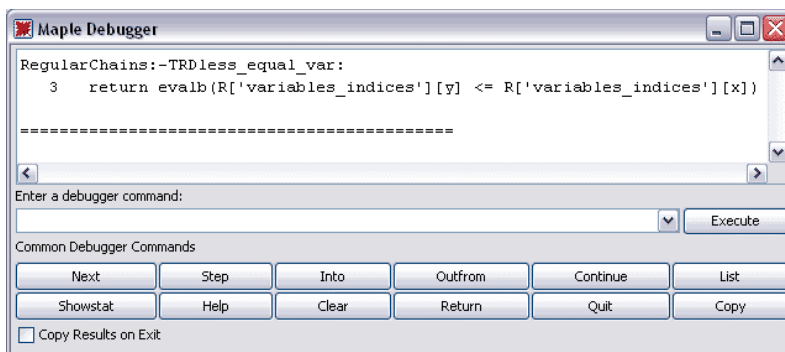 Maple Debugger
RegularChains:-TRDless_equal_var:
3 return evalb(R['variables_indices'][y] <= R['variables_indices'][x])
=============================================
Enter a debugger command:
Execute
Common Debugger Commands
Next Step Into Outfrom Continue List
Showstat Help Clear Return Quit Copy
Copy Results on Exit